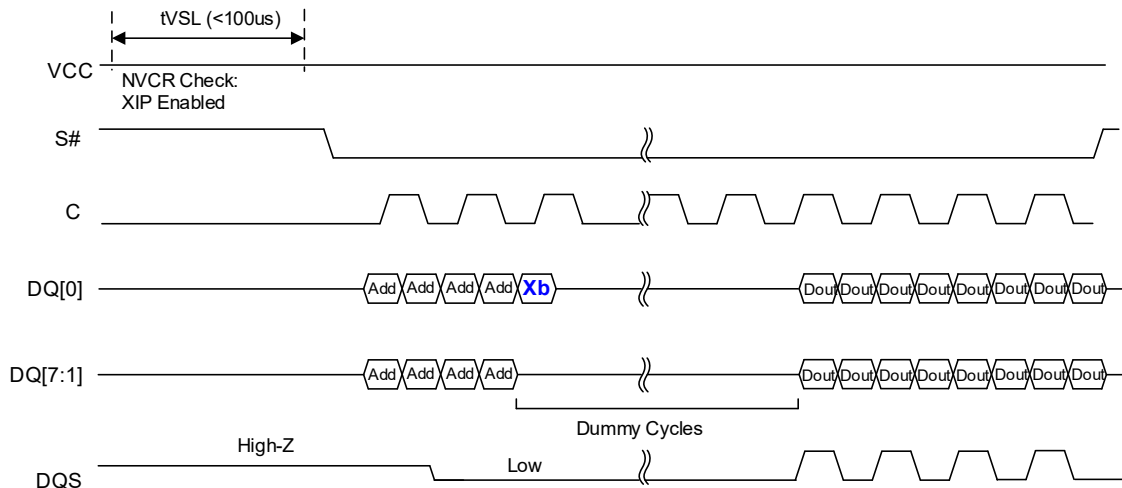 tVSL (<100us)
VCC
NVCR Check:
XIP Enabled
S#
C
DQ[0] Add Add Add Add Xb Dout Dout Dout Dout Dout Dout Dout Dout
DQ[7:1] Add Add Add Add Dout Dout Dout Dout Dout Dout Dout Dout
Dummy Cycles
High-Z
Low
DQS